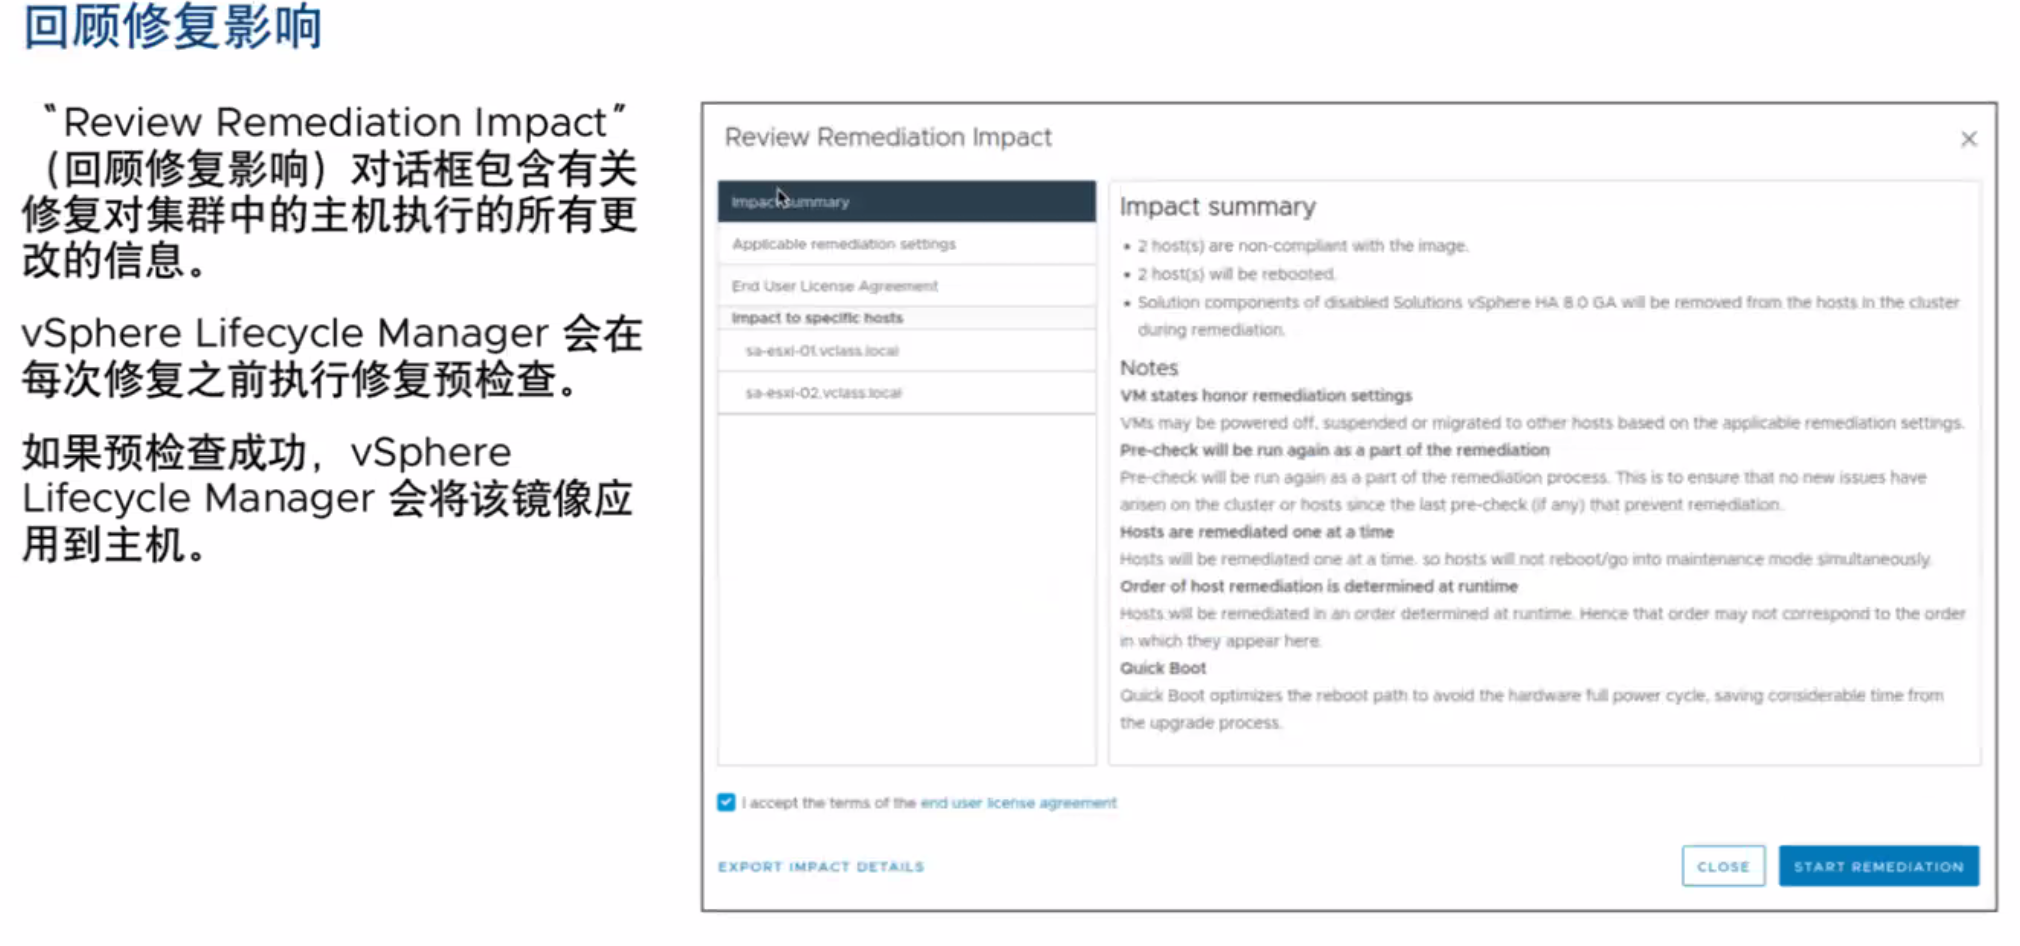 回顾修复影响
“Review Remediation Impact”
（回顾修复影响）对话框包含有关
修复对集群中的主机执行的所有更
改的信息。
vSphere Lifecycle Manager 会在
每次修复之前执行修复预检查。
如果预检查成功，vSphere
Lifecycle Manager 会将该镜像应
用到主机。
Review Remediation Impact
Impact summary
Applicable remediation settings
End User License Agreement
Impact to specific hosts
sa-esxi-01.vclass.local
sa-esxi-02.vclass.local
Impact summary
• 2 host(s) are non-compliant with the image.
• 2 host(s) will be rebooted.
• Solution components of disabled Solutions vSphere HA 8.0 GA will be removed from the hosts in the cluster
during remediation.
Notes
VM states honor remediation settings
VMs may be powered off, suspended or migrated to other hosts based on the applicable remediation settings.
Pre-check will be run again as a part of the remediation
Pre-check will be run again as a part of the remediation process. This is to ensure that no new issues have
arisen on the cluster or hosts since the last pre-check (if any) that prevent remediation.
Hosts are remediated one at a time
Hosts will be remediated one at a time, so hosts will not reboot/go into maintenance mode simultaneously.
Order of host remediation is determined at runtime
Hosts will be remediated in an order determined at runtime. Hence that order may not correspond to the order
in which they appear here.
Quick Boot
Quick Boot optimizes the reboot path to avoid the hardware full power cycle, saving considerable time from
the upgrade process.
I accept the terms of the end user license agreement
EXPORT IMPACT DETAILS
CLOSE
START REMEDIATION